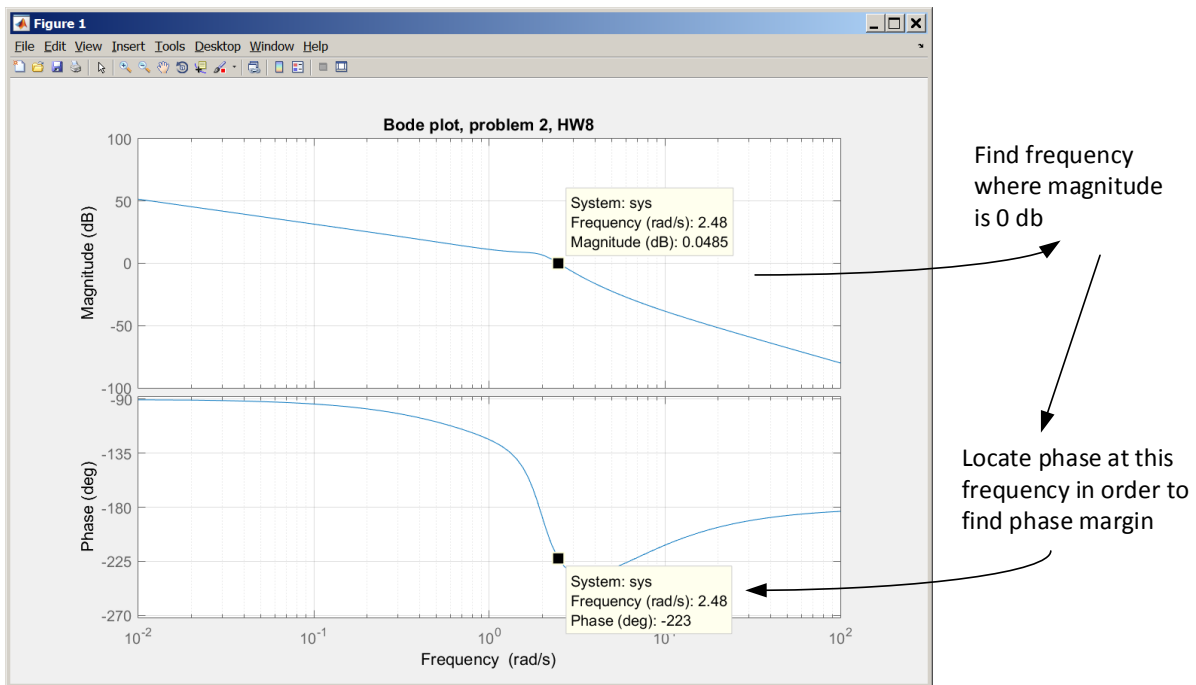 Figure 1
File Edit View Insert Tools Desktop Window Help
Bode plot, problem 2, HW8
100
50
0
-50
-100
Magnitude (dB)
System: sys
Frequency (rad/s): 2.48
Magnitude (dB): 0.0485
-90
-135
-180
-225
-270
Phase (deg)
System: sys
Frequency (rad/s): 2.48
Phase (deg): -223
10^-2
10^-1
10^0
10^1
10^2
Frequency (rad/s)
Find frequency
where magnitude
is 0 db
Locate phase at this
frequency in order to
find phase margin